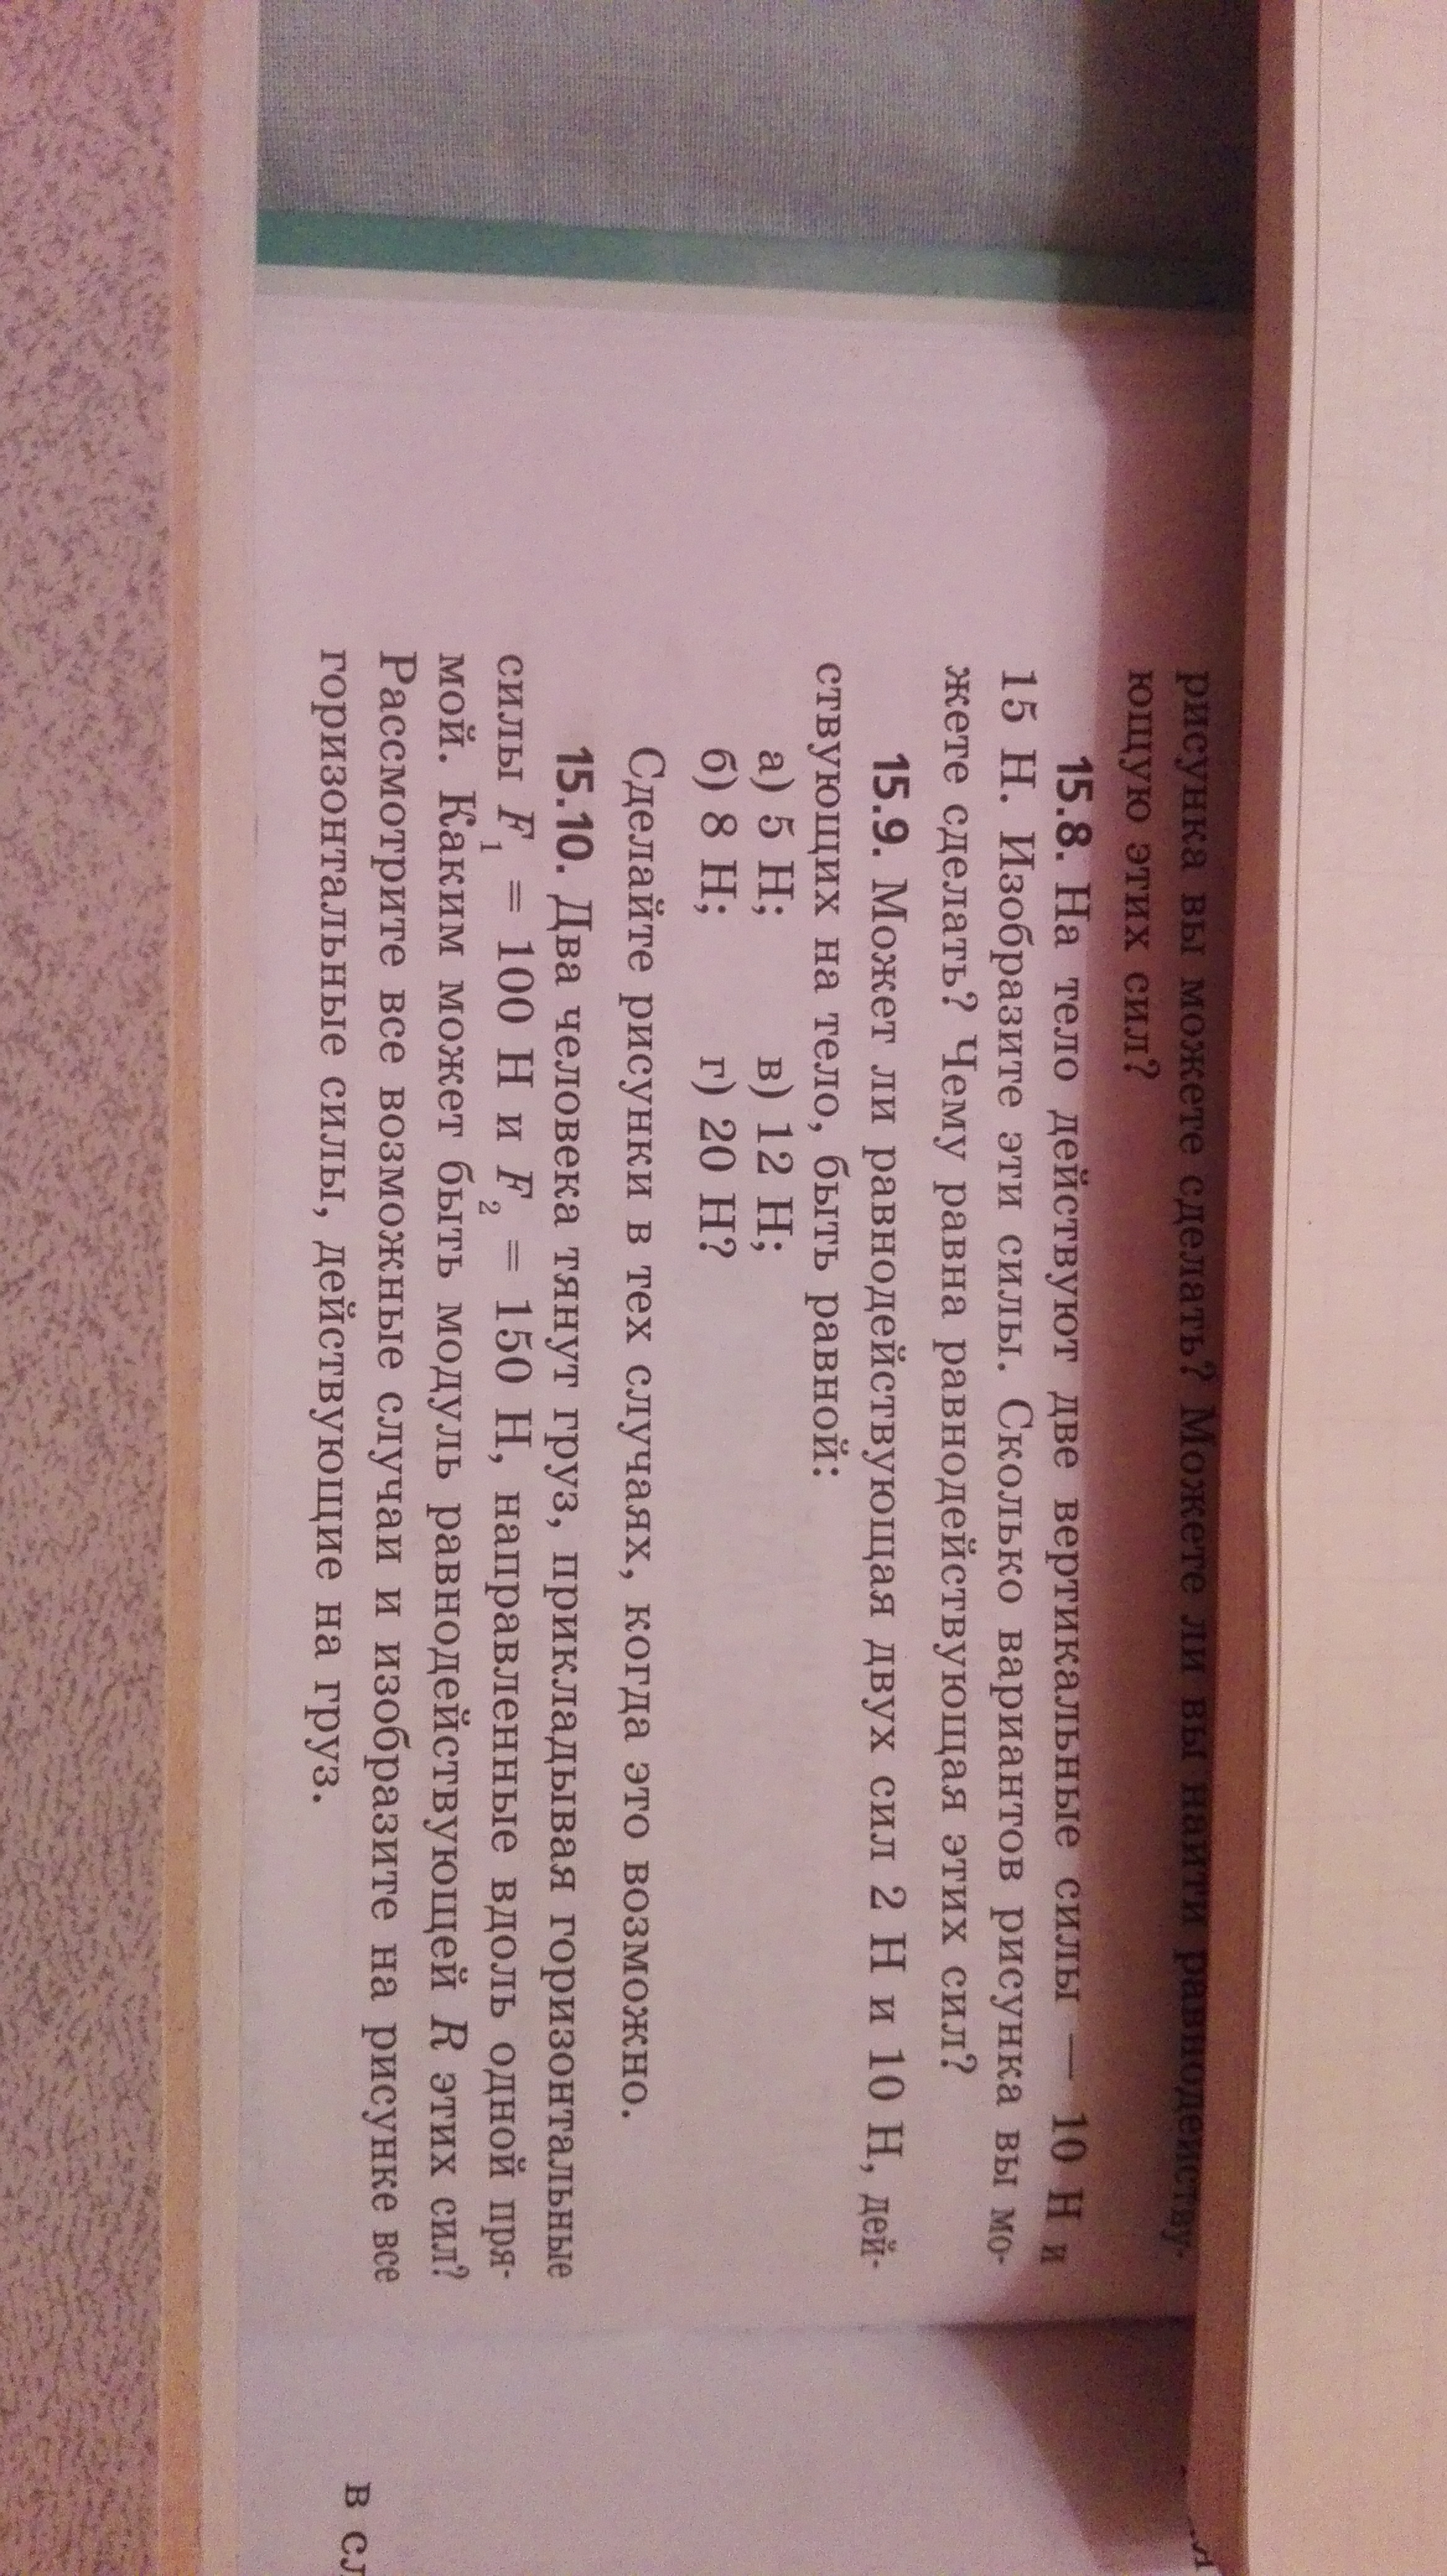 рисунка вы можете сделать? Можете ли вы найти равнодейству-
ющую этих сил?
15.8. На тело действуют две вертикальные силы — 10 Н и
15 Н. Изобразите эти силы. Сколько вариантов рисунка вы мо-
жете сделать? Чему равна равнодействующая этих сил?
15.9. Может ли равнодействующая двух сил 2 Н и 10 Н, дей-
ствующих на тело, быть равной:
а) 5 Н; в) 12 Н;
б) 8 Н; г) 20 Н?
Сделайте рисунки в тех случаях, когда это возможно.
15.10. Два человека тянут груз, прикладывая горизонтальные
силы F₁ = 100 Н и F₂ = 150 Н, направленные вдоль одной пря-
мой. Каким может быть модуль равнодействующей R этих сил?
Рассмотрите все возможные случаи и изобразите на рисунке все
горизонтальные силы, действующие на груз.
в сл